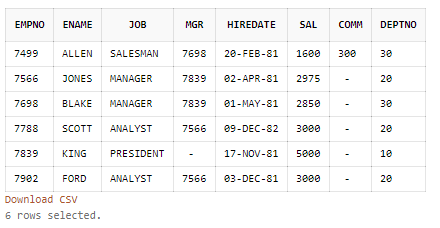 EMPNO ENAME JOB MGR HIREDATE SAL COMM DEPTNO
7499 ALLEN SALESMAN 7698 20-FEB-81 1600 300 30
7566 JONES MANAGER 7839 02-APR-81 2975 - 20
7698 BLAKE MANAGER 7839 01-MAY-81 2850 - 30
7788 SCOTT ANALYST 7566 09-DEC-82 3000 - 20
7839 KING PRESIDENT - 17-NOV-81 5000 - 10
7902 FORD ANALYST 7566 03-DEC-81 3000 - 20
Download CSV
6 rows selected.